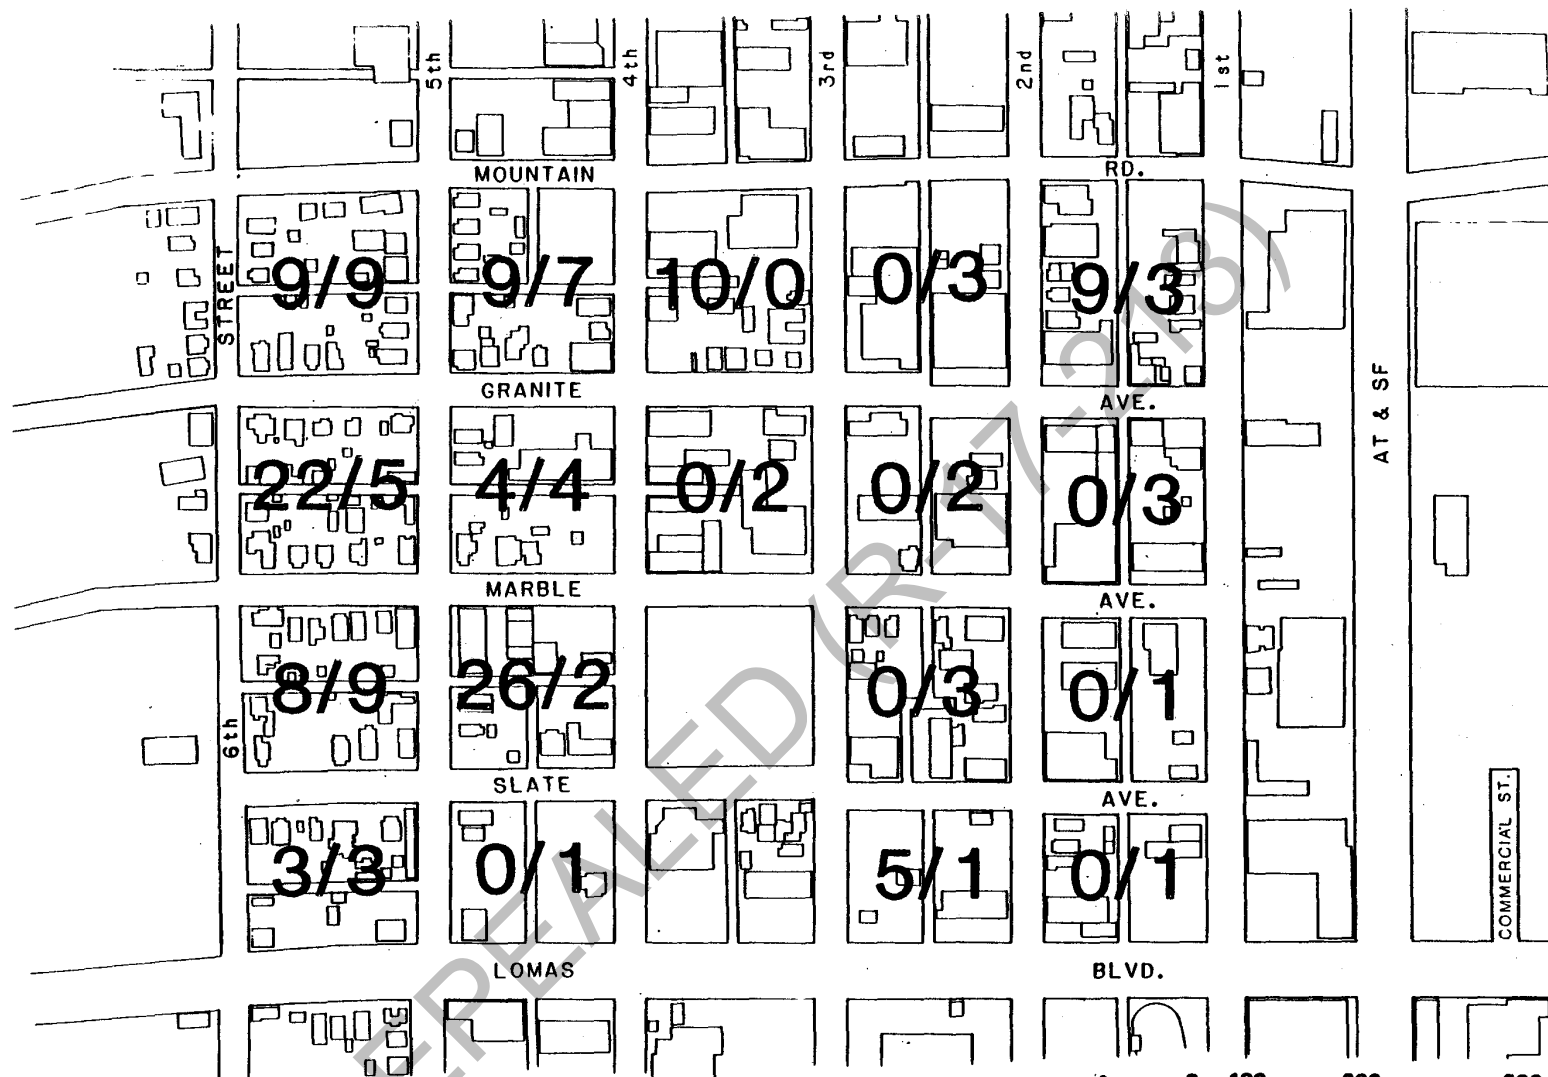 5th
4th
3rd
2nd
1st
MOUNTAIN RD.
STREET
9/9 9/7 10/0 0/3 9/3
GRANITE AVE.
AT & SF
22/5 4/4 0/2 0/2 0/3
MARBLE AVE.
8/9 26/2 0/3 0/1
6th
SLATE AVE.
3/3 0/1 5/1 0/1
COMMERCIAL ST.
LOMAS BLVD.
REPEALED (R-17-213)